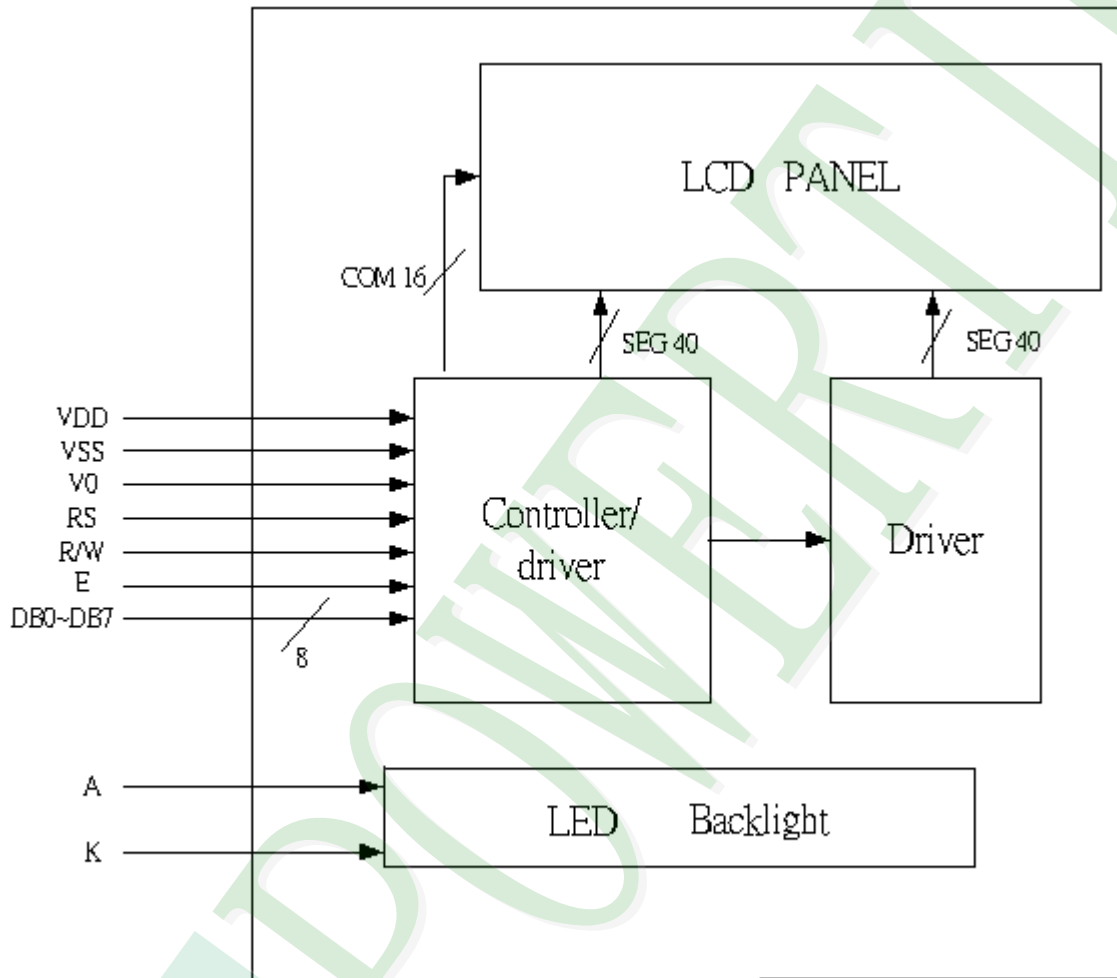 LCD PANEL
COM 16
SEG 40
SEG 40
VDD
VSS
V0
RS
R/W
E
DB0~DB7
8
Controller/
driver
Driver
A
K
LED Backlight